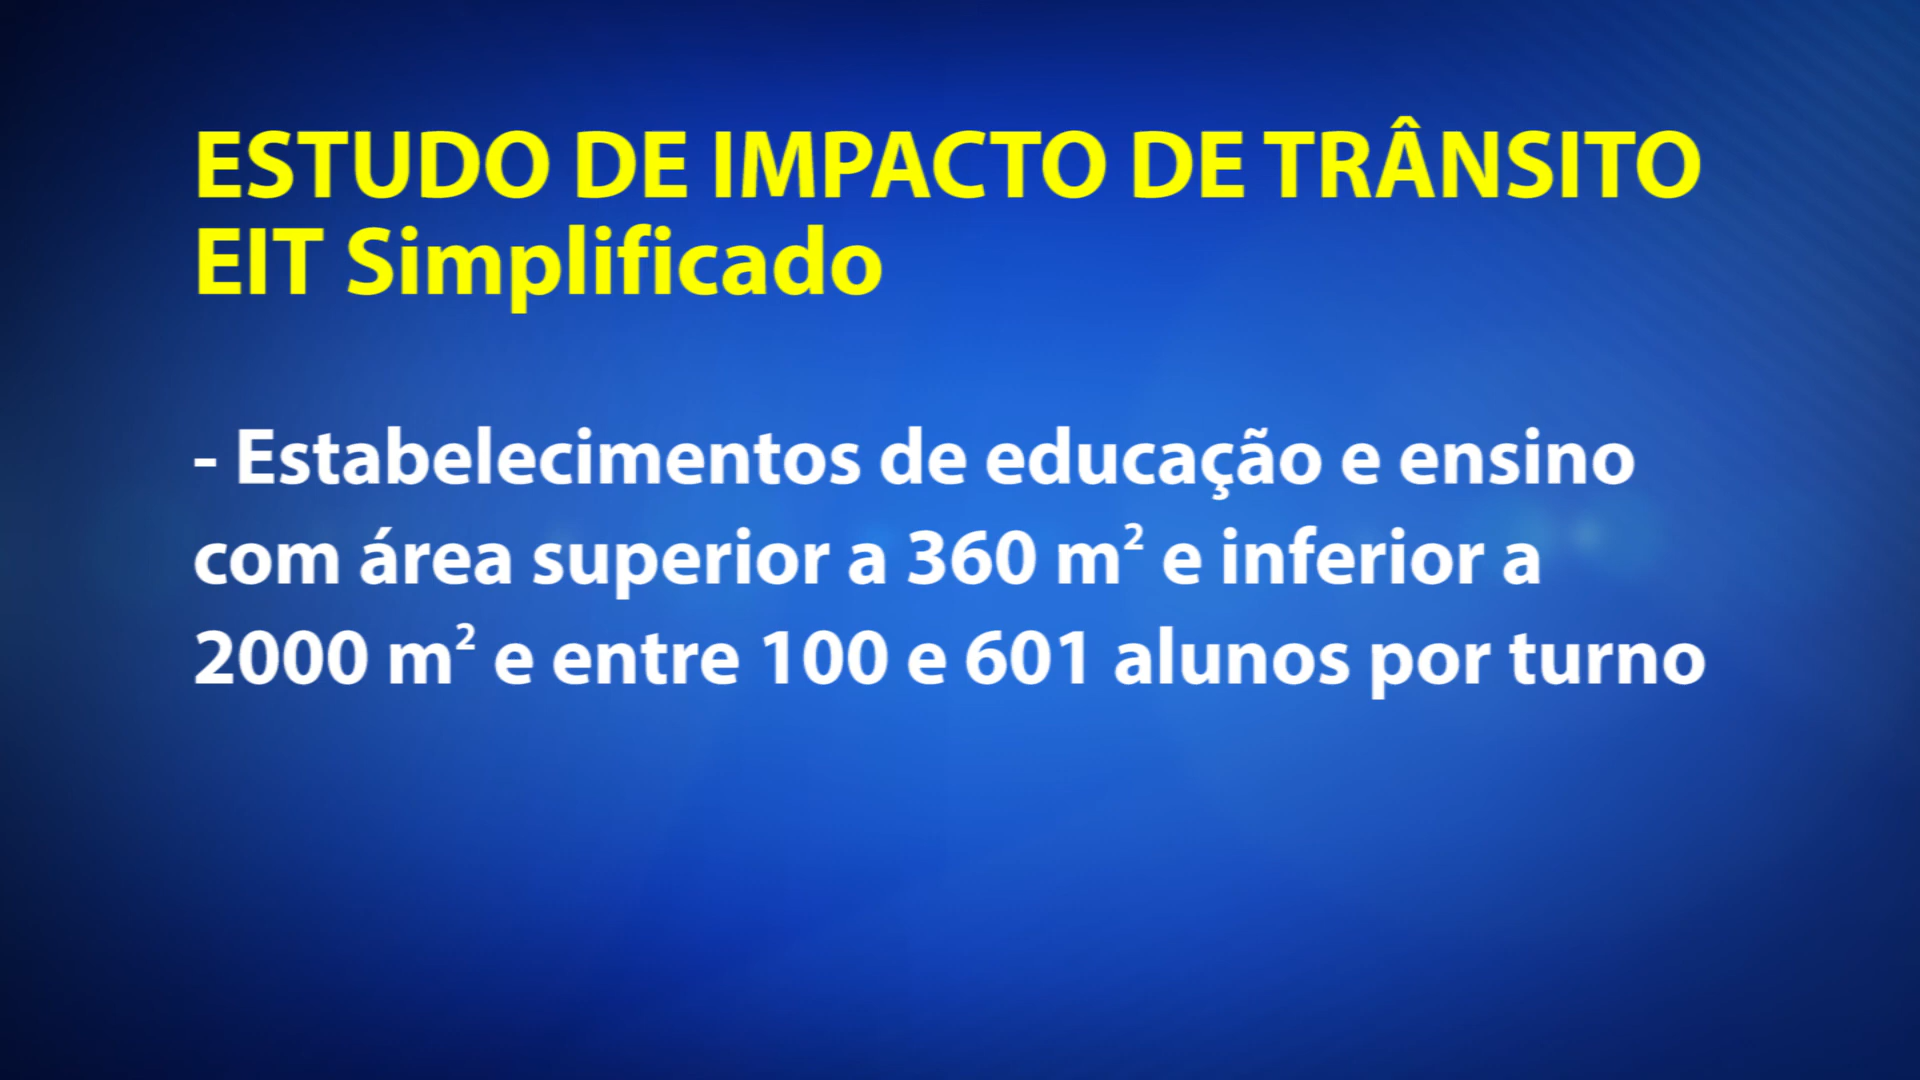 ESTUDO DE IMPACTO DE TRÂNSITO
EIT Simplificado
- Estabelecimentos de educação e ensino
com área superior a 360 m² e inferior a
2000 m² e entre 100 e 601 alunos por turno